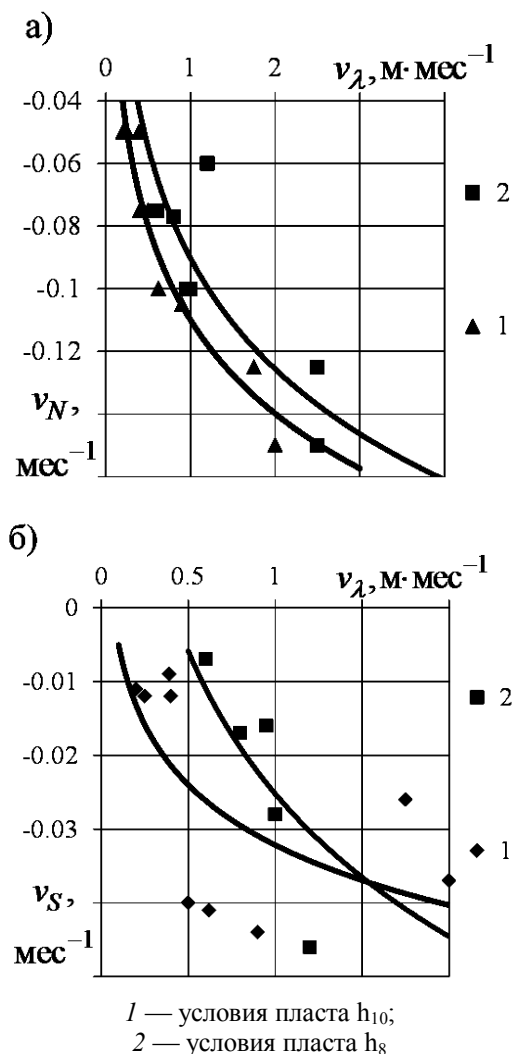 а)
0 1 2 v_λ, м·мес⁻¹
-0.04
-0.06
2
-0.08
-0.1
1
-0.12
v_N,
мес⁻¹
б)
0 0.5 1 v_λ, м·мес⁻¹
0
-0.01
2
-0.02
-0.03
1
v_S,
мес⁻¹
1 — условия пласта h₁₀;
2 — условия пласта h₈